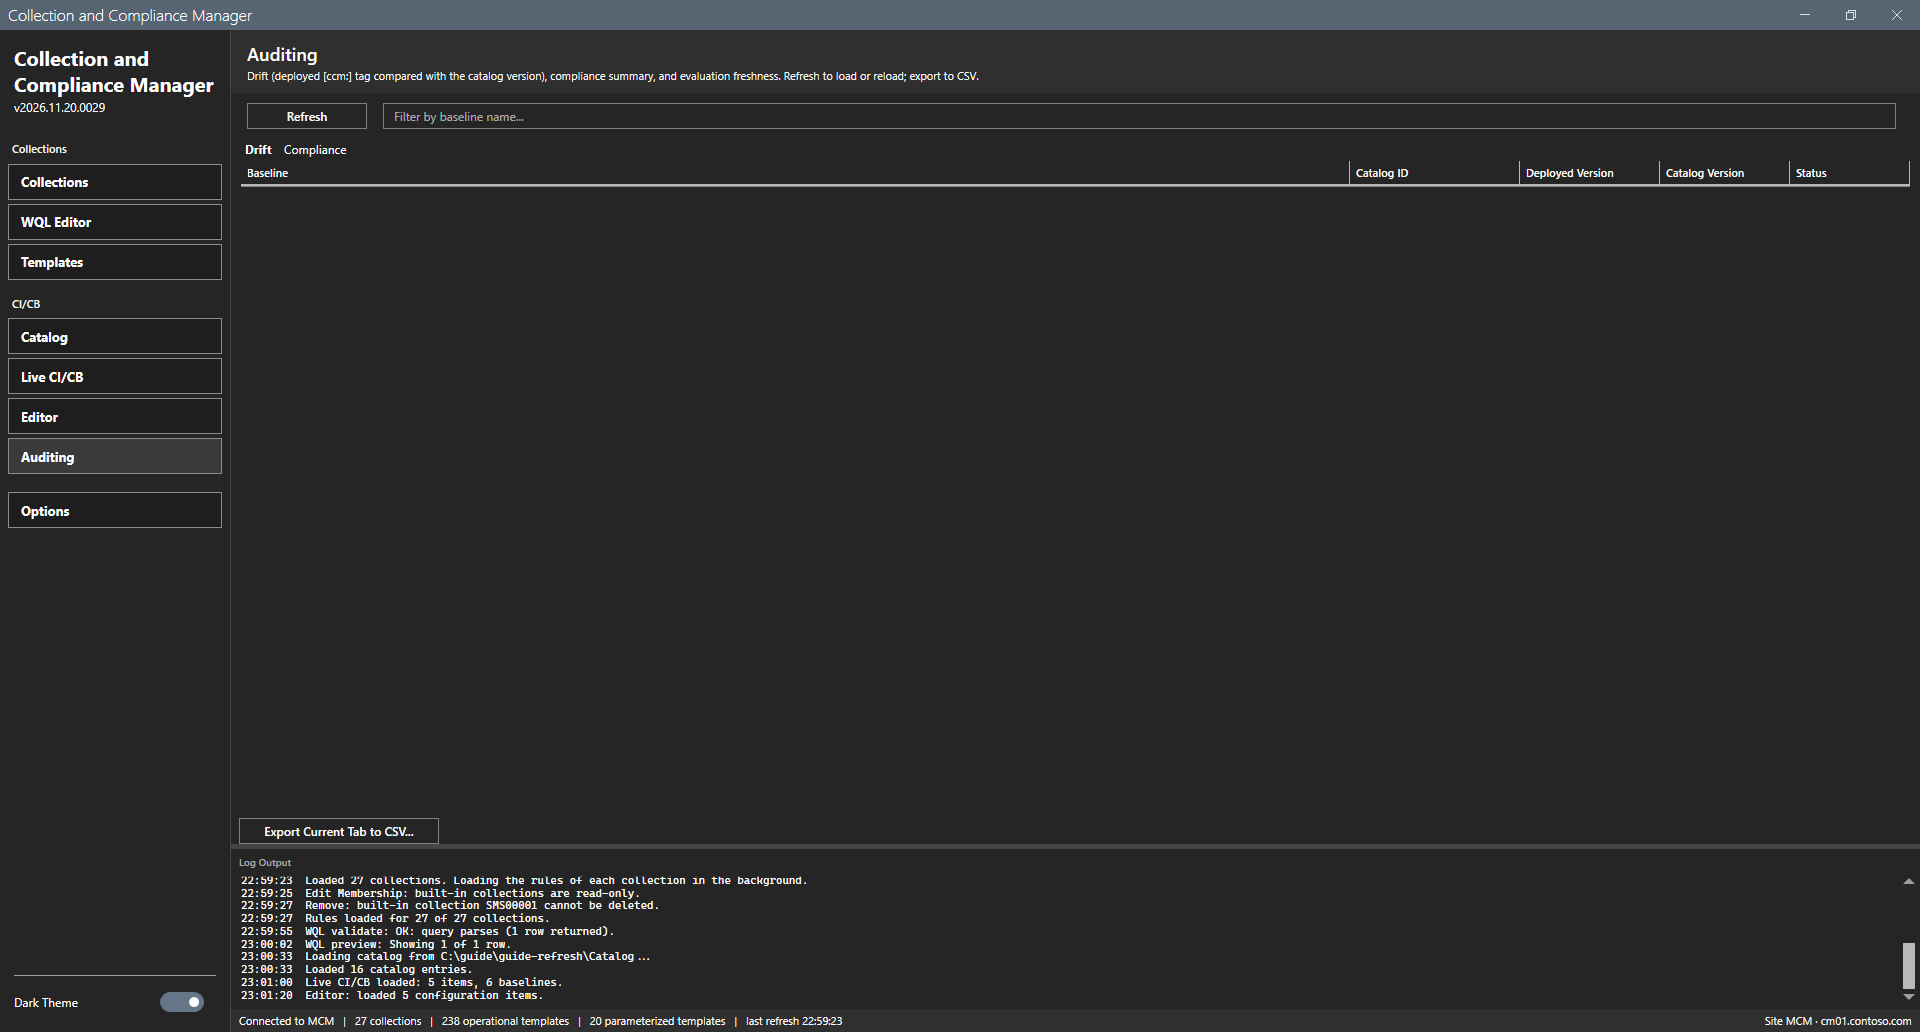 Collection and Compliance Manager
Collection and
Compliance Manager
v2026.11.20.0029
Collections
Collections
WQL Editor
Templates
CI/CB
Catalog
Live CI/CB
Editor
Auditing
Options
Dark Theme
Auditing
Drift (deployed [ccm:] tag compared with the catalog version), compliance summary, and evaluation freshness. Refresh to load or reload; export to CSV.
Refresh
Filter by baseline name...
Drift Compliance
Baseline Catalog ID Deployed Version Catalog Version Status
Export Current Tab to CSV...
Log Output
22:59:23 Loaded 27 collections. Loading the rules of each collection in the background.
22:59:25 Edit Membership: built-in collections are read-only.
22:59:27 Remove: built-in collection SMS00001 cannot be deleted.
22:59:27 Rules loaded for 27 of 27 collections.
22:59:55 WQL validate: OK: query parses (1 row returned).
23:00:02 WQL preview: Showing 1 of 1 row.
23:00:33 Loading catalog from C:\guide\guide-refresh\Catalog...
23:00:33 Loaded 16 catalog entries.
23:01:00 Live CI/CB loaded: 5 items, 6 baselines.
23:01:20 Editor: loaded 5 configuration items.
Connected to MCM | 27 collections | 238 operational templates | 20 parameterized templates | last refresh 22:59:23
Site MCM · cm01.contoso.com